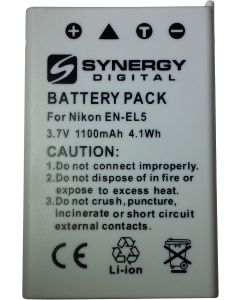 SYNERGY
DIGITAL
BATTERY PACK
For Nikon EN-EL5
3.7V 1100mAh 4.1Wh
CAUTION:
1.Do not connect improperly.
2.Do not dispose of in fire or
expose to high heat.
3.Do not crush, puncture,
incinerate or short circuit
external contacts.
Li-ion